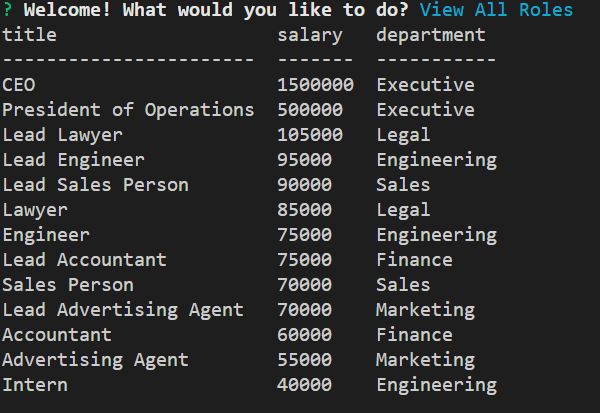 ? Welcome! What would you like to do? View All Roles
title                    salary   department
-----------------------  -------  -----------
CEO                      1500000  Executive
President of Operations  500000   Executive
Lead Lawyer              105000   Legal
Lead Engineer            95000    Engineering
Lead Sales Person        90000    Sales
Lawyer                   85000    Legal
Engineer                 75000    Engineering
Lead Accountant          75000    Finance
Sales Person             70000    Sales
Lead Advertising Agent   70000    Marketing
Accountant               60000    Finance
Advertising Agent        55000    Marketing
Intern                   40000    Engineering